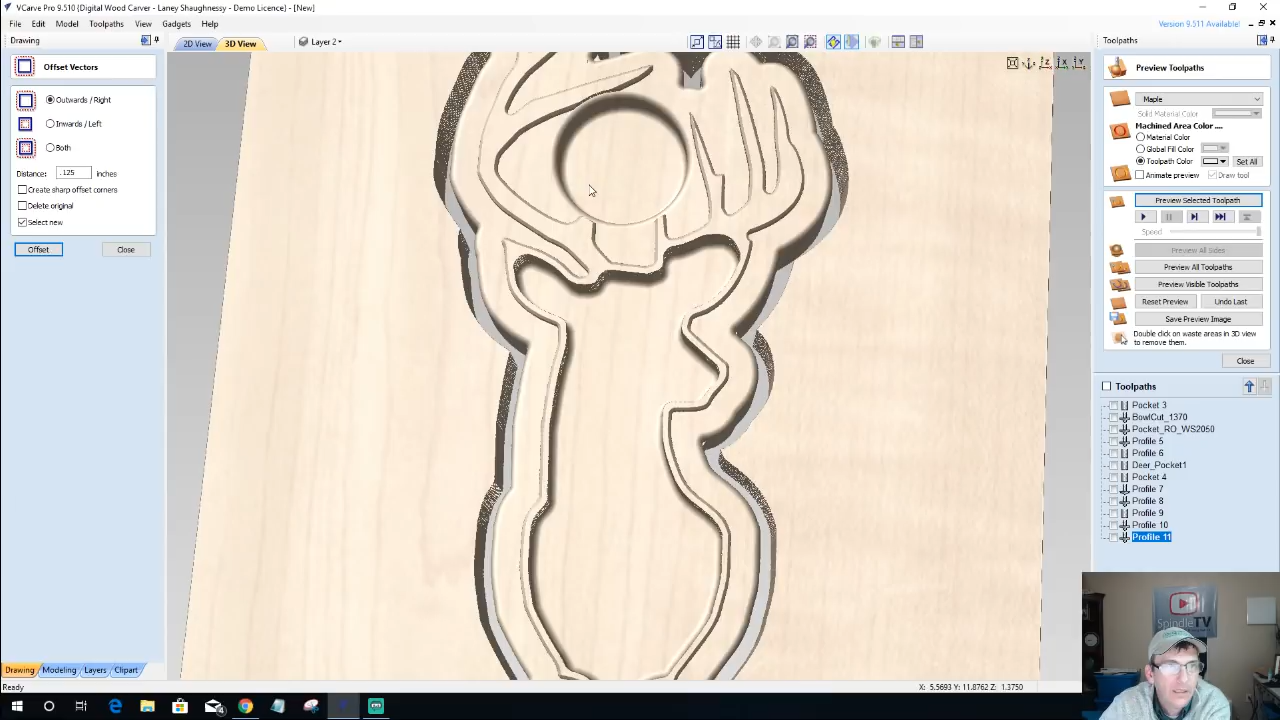 VCarve Pro 9.510 {Digital Wood Carver - Laney Shaughnessy - Demo Licence} - [New]
File Edit Model Toolpaths View Gadgets Help
Version 9.511 Available!
Drawing
2D View 3D View Layer 2
Toolpaths
Offset Vectors
Outwards / Right
Inwards / Left
Both
Distance: .125 inches
Create sharp offset corners
Delete original
Select new
Offset Close
Preview Toolpaths
Maple
Solid Material Color
Machined Area Color ....
Material Color
Global Fill Color
Toolpath Color Set All
Animate preview Draw tool
Preview Selected Toolpath
Speed
Preview All Sides
Preview All Toolpaths
Preview Visible Toolpaths
Reset Preview Undo Last
Save Preview Image
Double click on waste areas in 3D view
to remove them.
Close
Toolpaths
Pocket 3
BowlCut_1370
Pocket_RO_WS2050
Profile 5
Profile 6
Deer_Pocket1
Pocket 4
Profile 7
Profile 8
Profile 9
Profile 10
Profile 11
SpindleTV
Drawing Modeling Layers Clipart
Ready
X: 5.5693 Y: 11.8762 Z: 1.3750